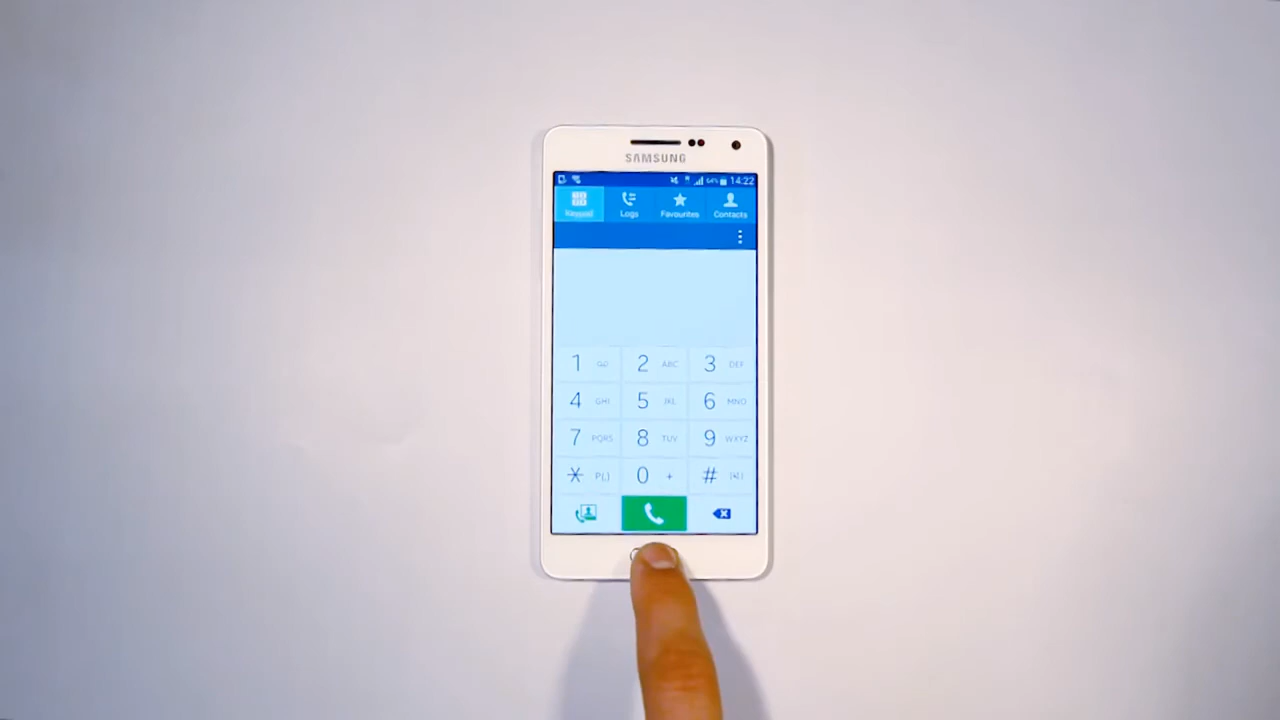 SAMSUNG
64% 14:22
Keypad Logs Favourites Contacts
1 2 ABC 3 DEF
4 GHI 5 JKL 6 MNO
7 PQRS 8 TUV 9 WXYZ
* P(,) 0 + #